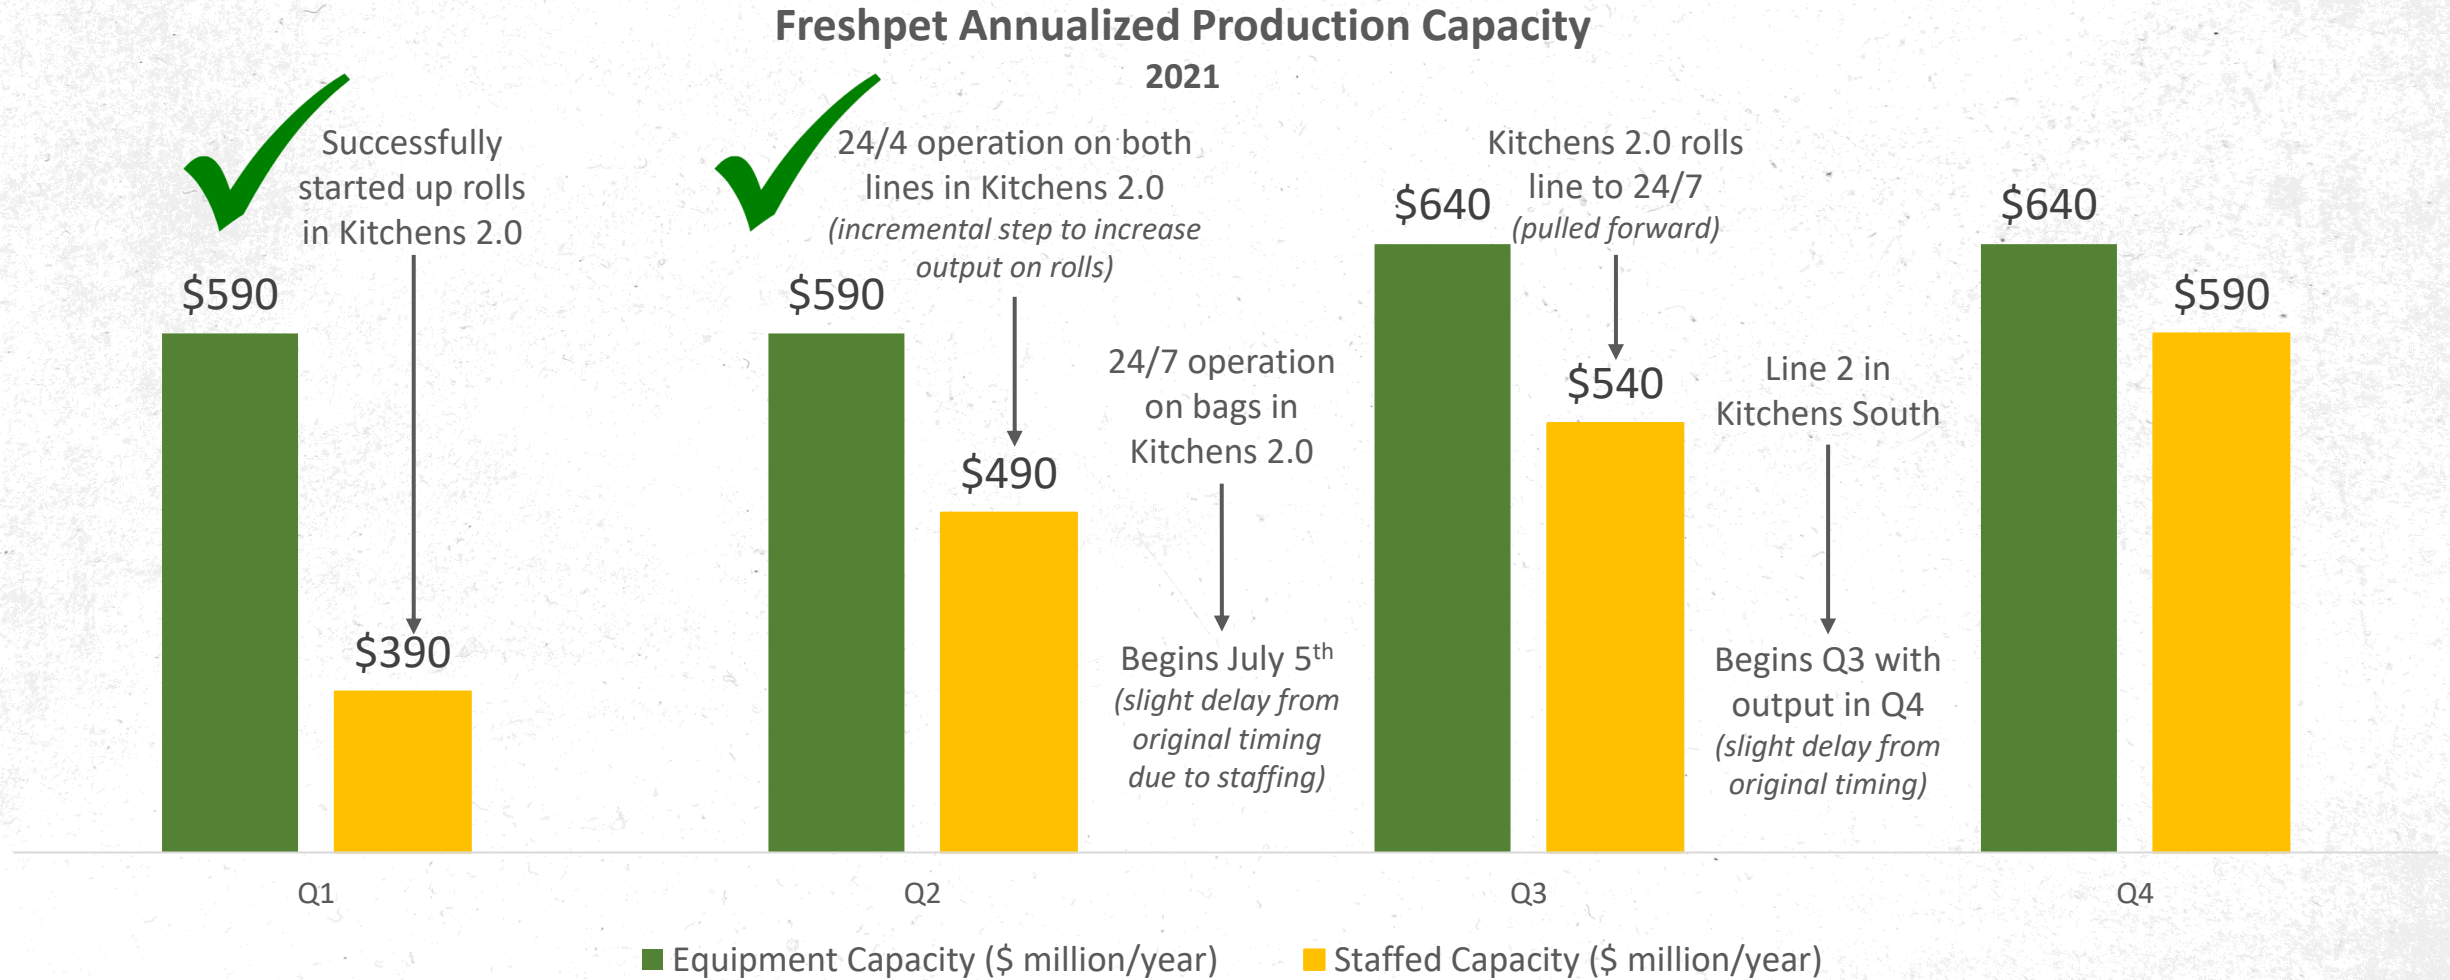 Freshpet Annualized Production Capacity
2021
Successfully
started up rolls
in Kitchens 2.0
24/4 operation on both
lines in Kitchens 2.0
(incremental step to increase
output on rolls)
Kitchens 2.0 rolls
line to 24/7
(pulled forward)
$590
$390
$590
$490
24/7 operation
on bags in
Kitchens 2.0
Begins July 5th
(slight delay from
original timing
due to staffing)
$640
$540
Line 2 in
Kitchens South
Begins Q3 with
output in Q4
(slight delay from
original timing)
$640
$590
Q1
Q2
Q3
Q4
Equipment Capacity ($ million/year)
Staffed Capacity ($ million/year)